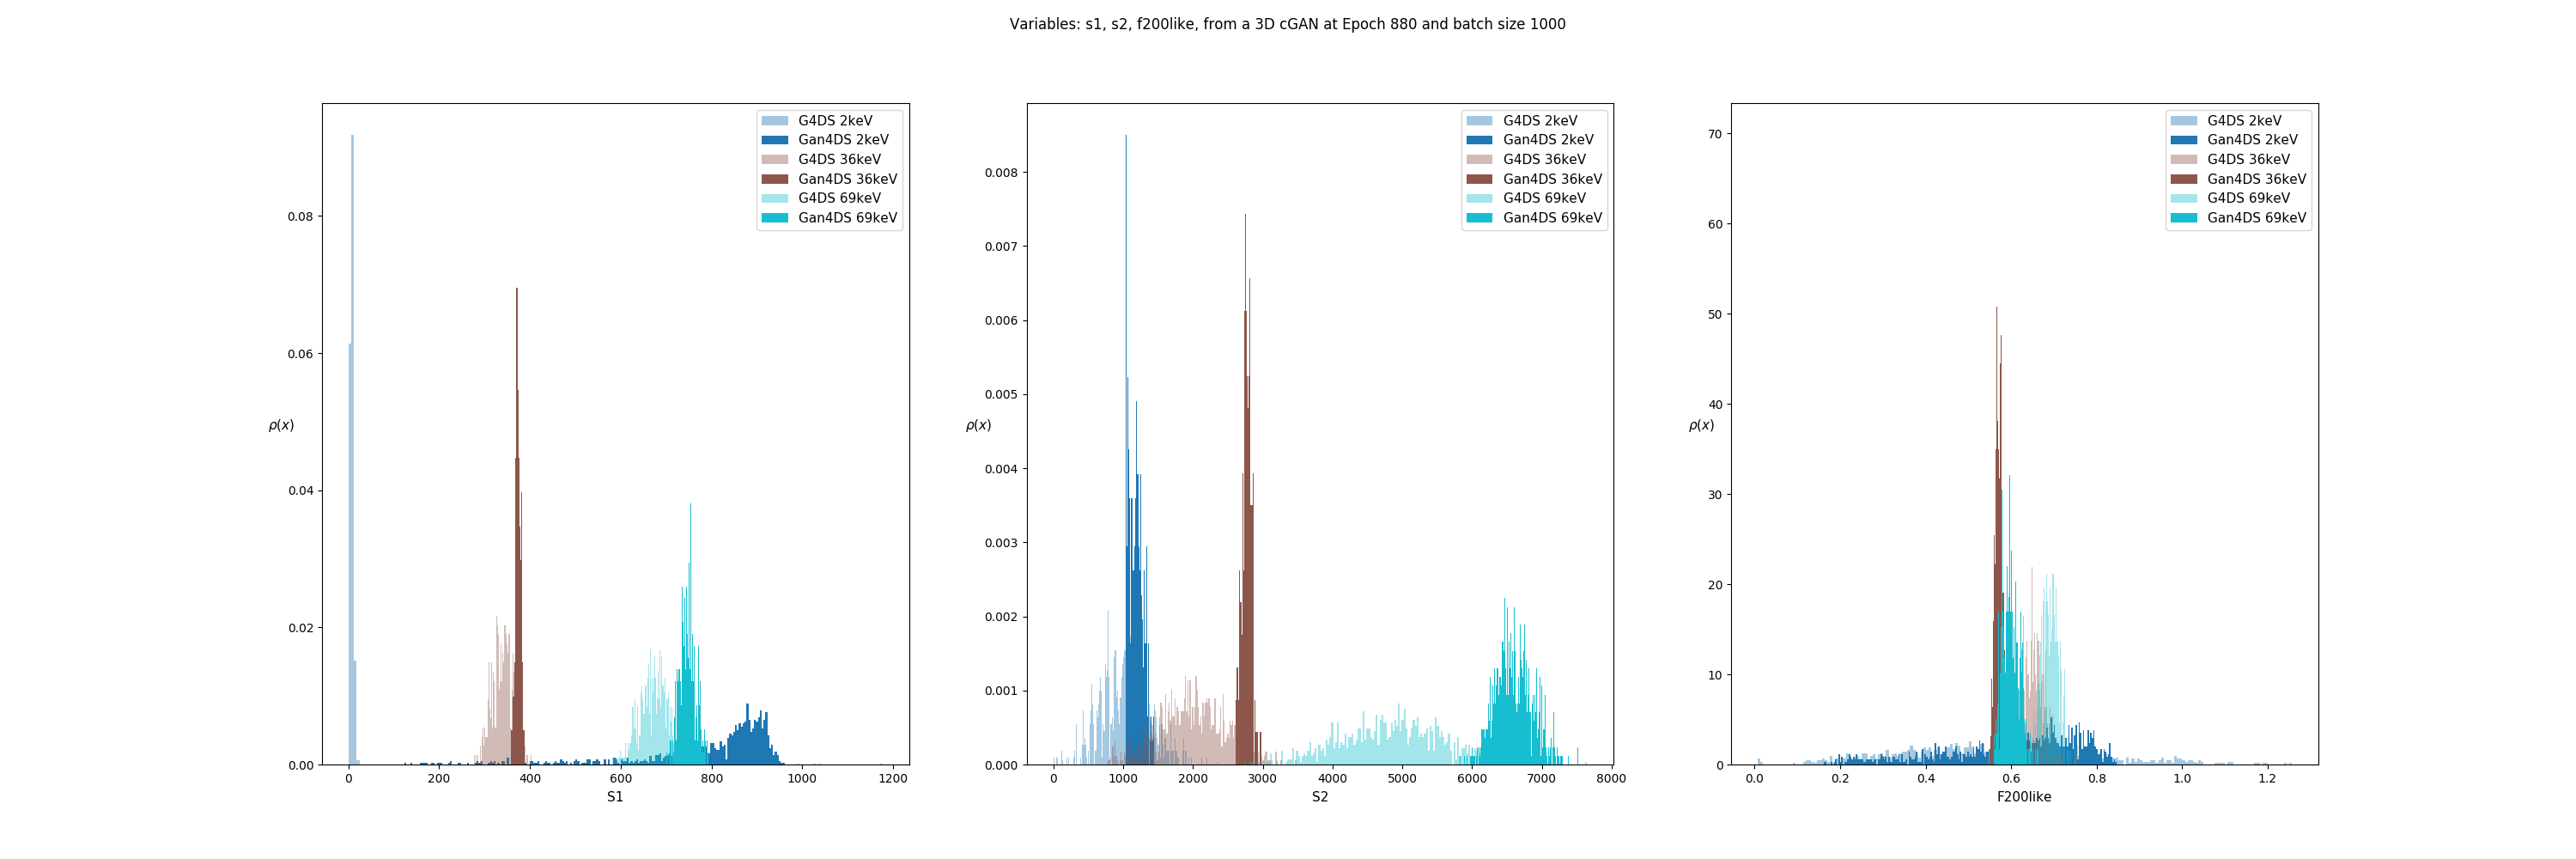 Variables: s1, s2, f200like, from a 3D cGAN at Epoch 880 and batch size 1000
G4DS 2keV
Gan4DS 2keV
G4DS 36keV
Gan4DS 36keV
G4DS 69keV
Gan4DS 69keV
0.08
0.06
0.04
0.02
0.00
ρ(x)
0 200 400 600 800 1000 1200
S1
G4DS 2keV
Gan4DS 2keV
G4DS 36keV
Gan4DS 36keV
G4DS 69keV
Gan4DS 69keV
0.008
0.007
0.006
0.005
0.004
0.003
0.002
0.001
0.000
ρ(x)
0 1000 2000 3000 4000 5000 6000 7000 8000
S2
G4DS 2keV
Gan4DS 2keV
G4DS 36keV
Gan4DS 36keV
G4DS 69keV
Gan4DS 69keV
70
60
50
40
30
20
10
0
ρ(x)
0.0 0.2 0.4 0.6 0.8 1.0 1.2
F200like